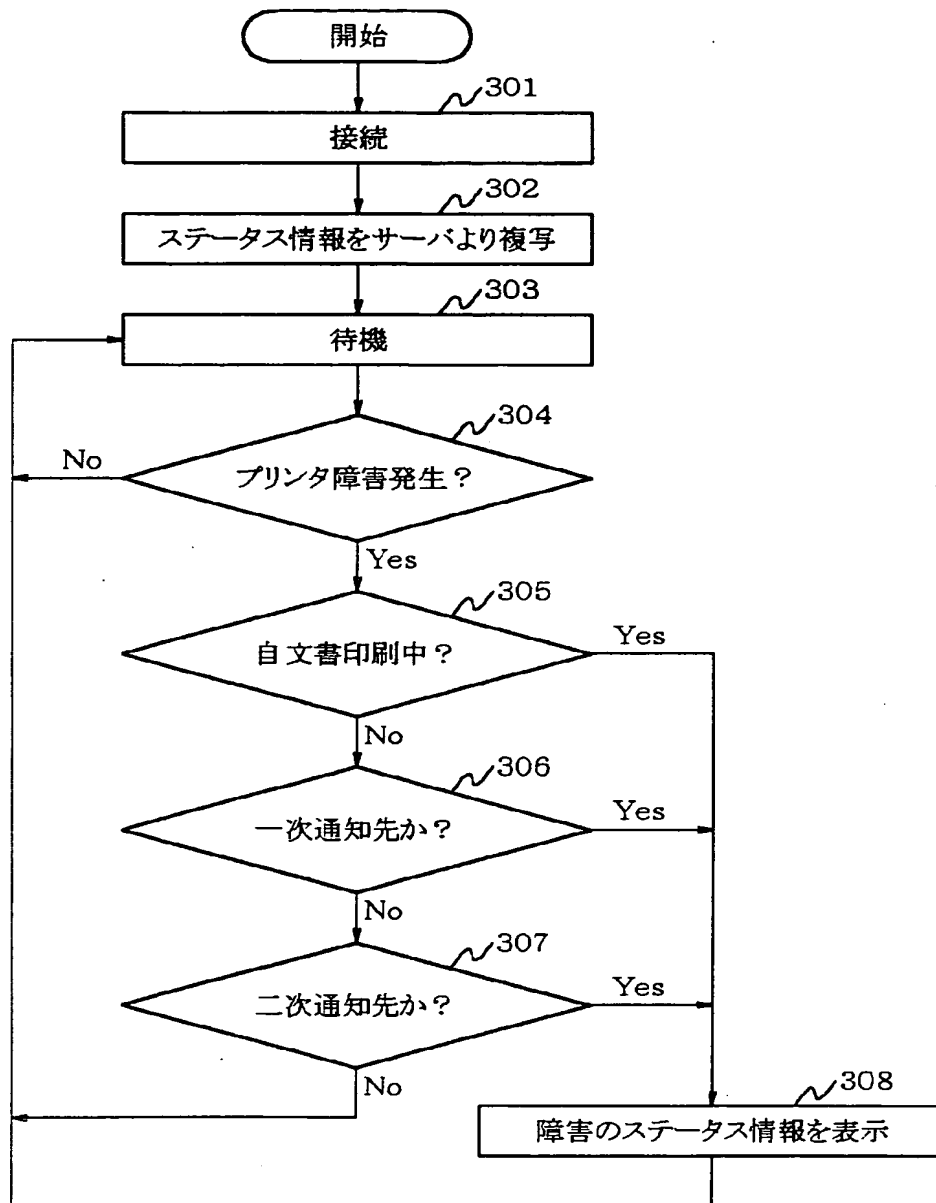 開始
301
接続
302
ステータス情報をサーバより複写
303
待機
304
プリンタ障害発生?
No
Yes
305
自文書印刷中?
Yes
No
306
一次通知先か?
Yes
No
307
二次通知先か?
Yes
No
308
障害のステータス情報を表示